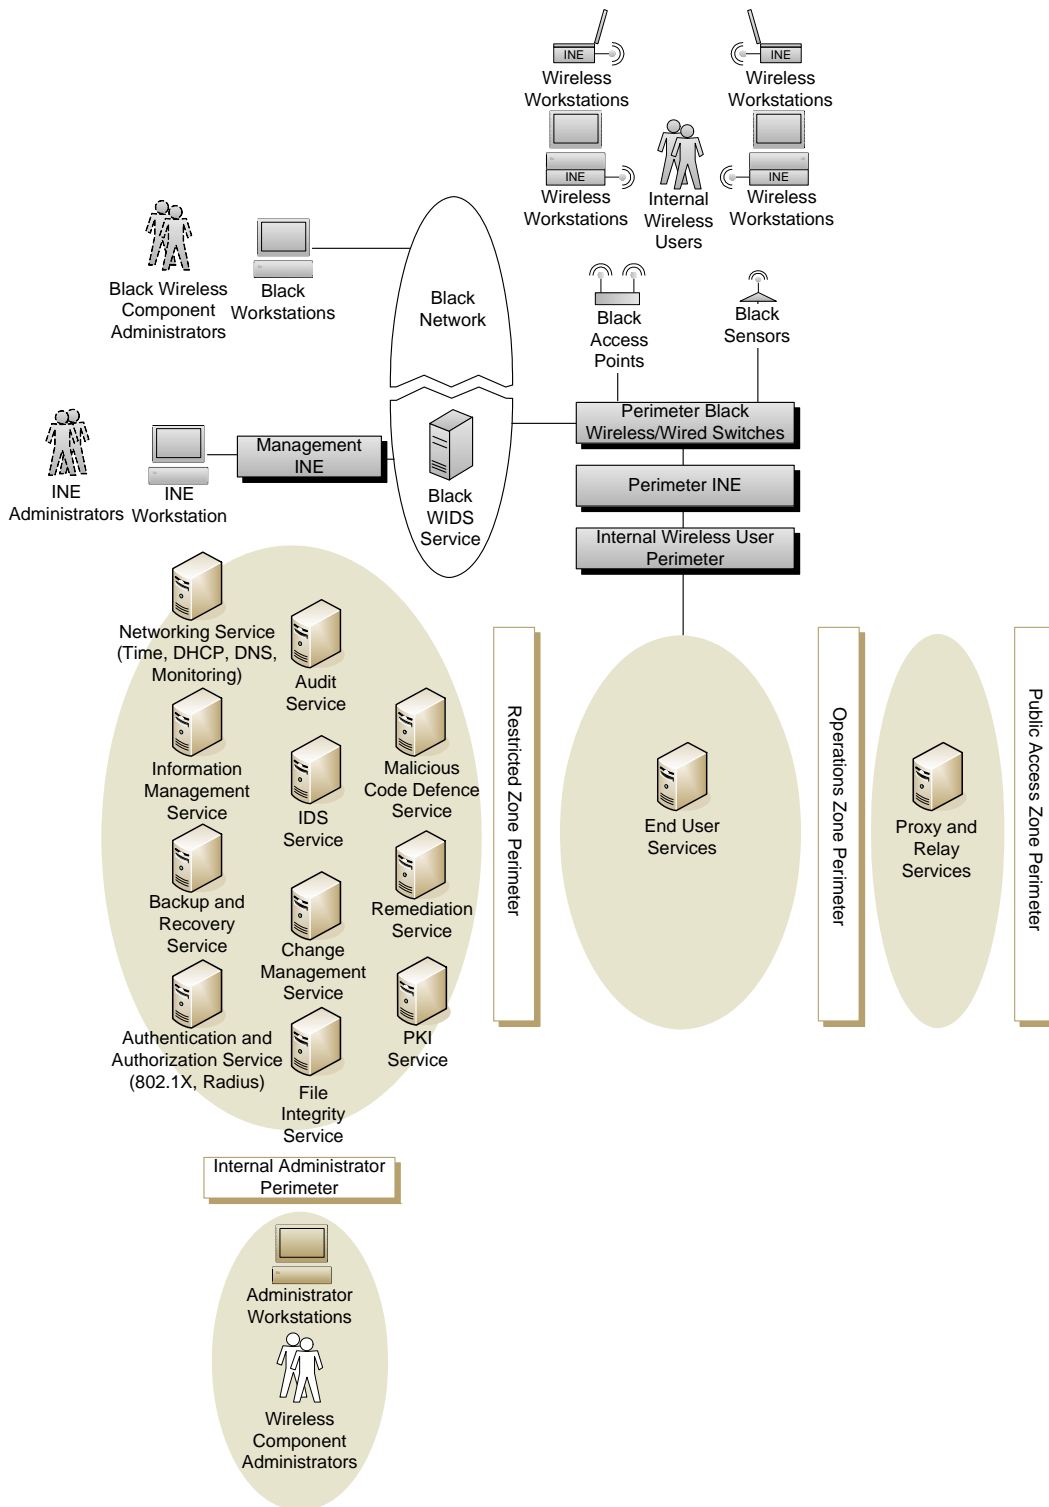 INE
Wireless
Workstations
INE
Wireless
Workstations
INE
Wireless
Workstations
Internal
Wireless
Users
INE
Wireless
Workstations
Black Wireless
Component
Administrators
Black
Workstations
Black
Network
Black
Access
Points
Black
Sensors
Perimeter Black
Wireless/Wired Switches
INE
Administrators
INE
Workstation
Management
INE
Black
WIDS
Service
Perimeter INE
Internal Wireless User
Perimeter
Networking Service
(Time, DHCP, DNS,
Monitoring)
Audit
Service
Information
Management
Service
IDS
Service
Malicious
Code Defence
Service
Backup and
Recovery
Service
Change
Management
Service
Remediation
Service
Authentication and
Authorization Service
(802.1X, Radius)
File
Integrity
Service
PKI
Service
Restricted Zone Perimeter
End User
Services
Operations Zone Perimeter
Proxy and
Relay
Services
Public Access Zone Perimeter
Internal Administrator
Perimeter
Administrator
Workstations
Wireless
Component
Administrators